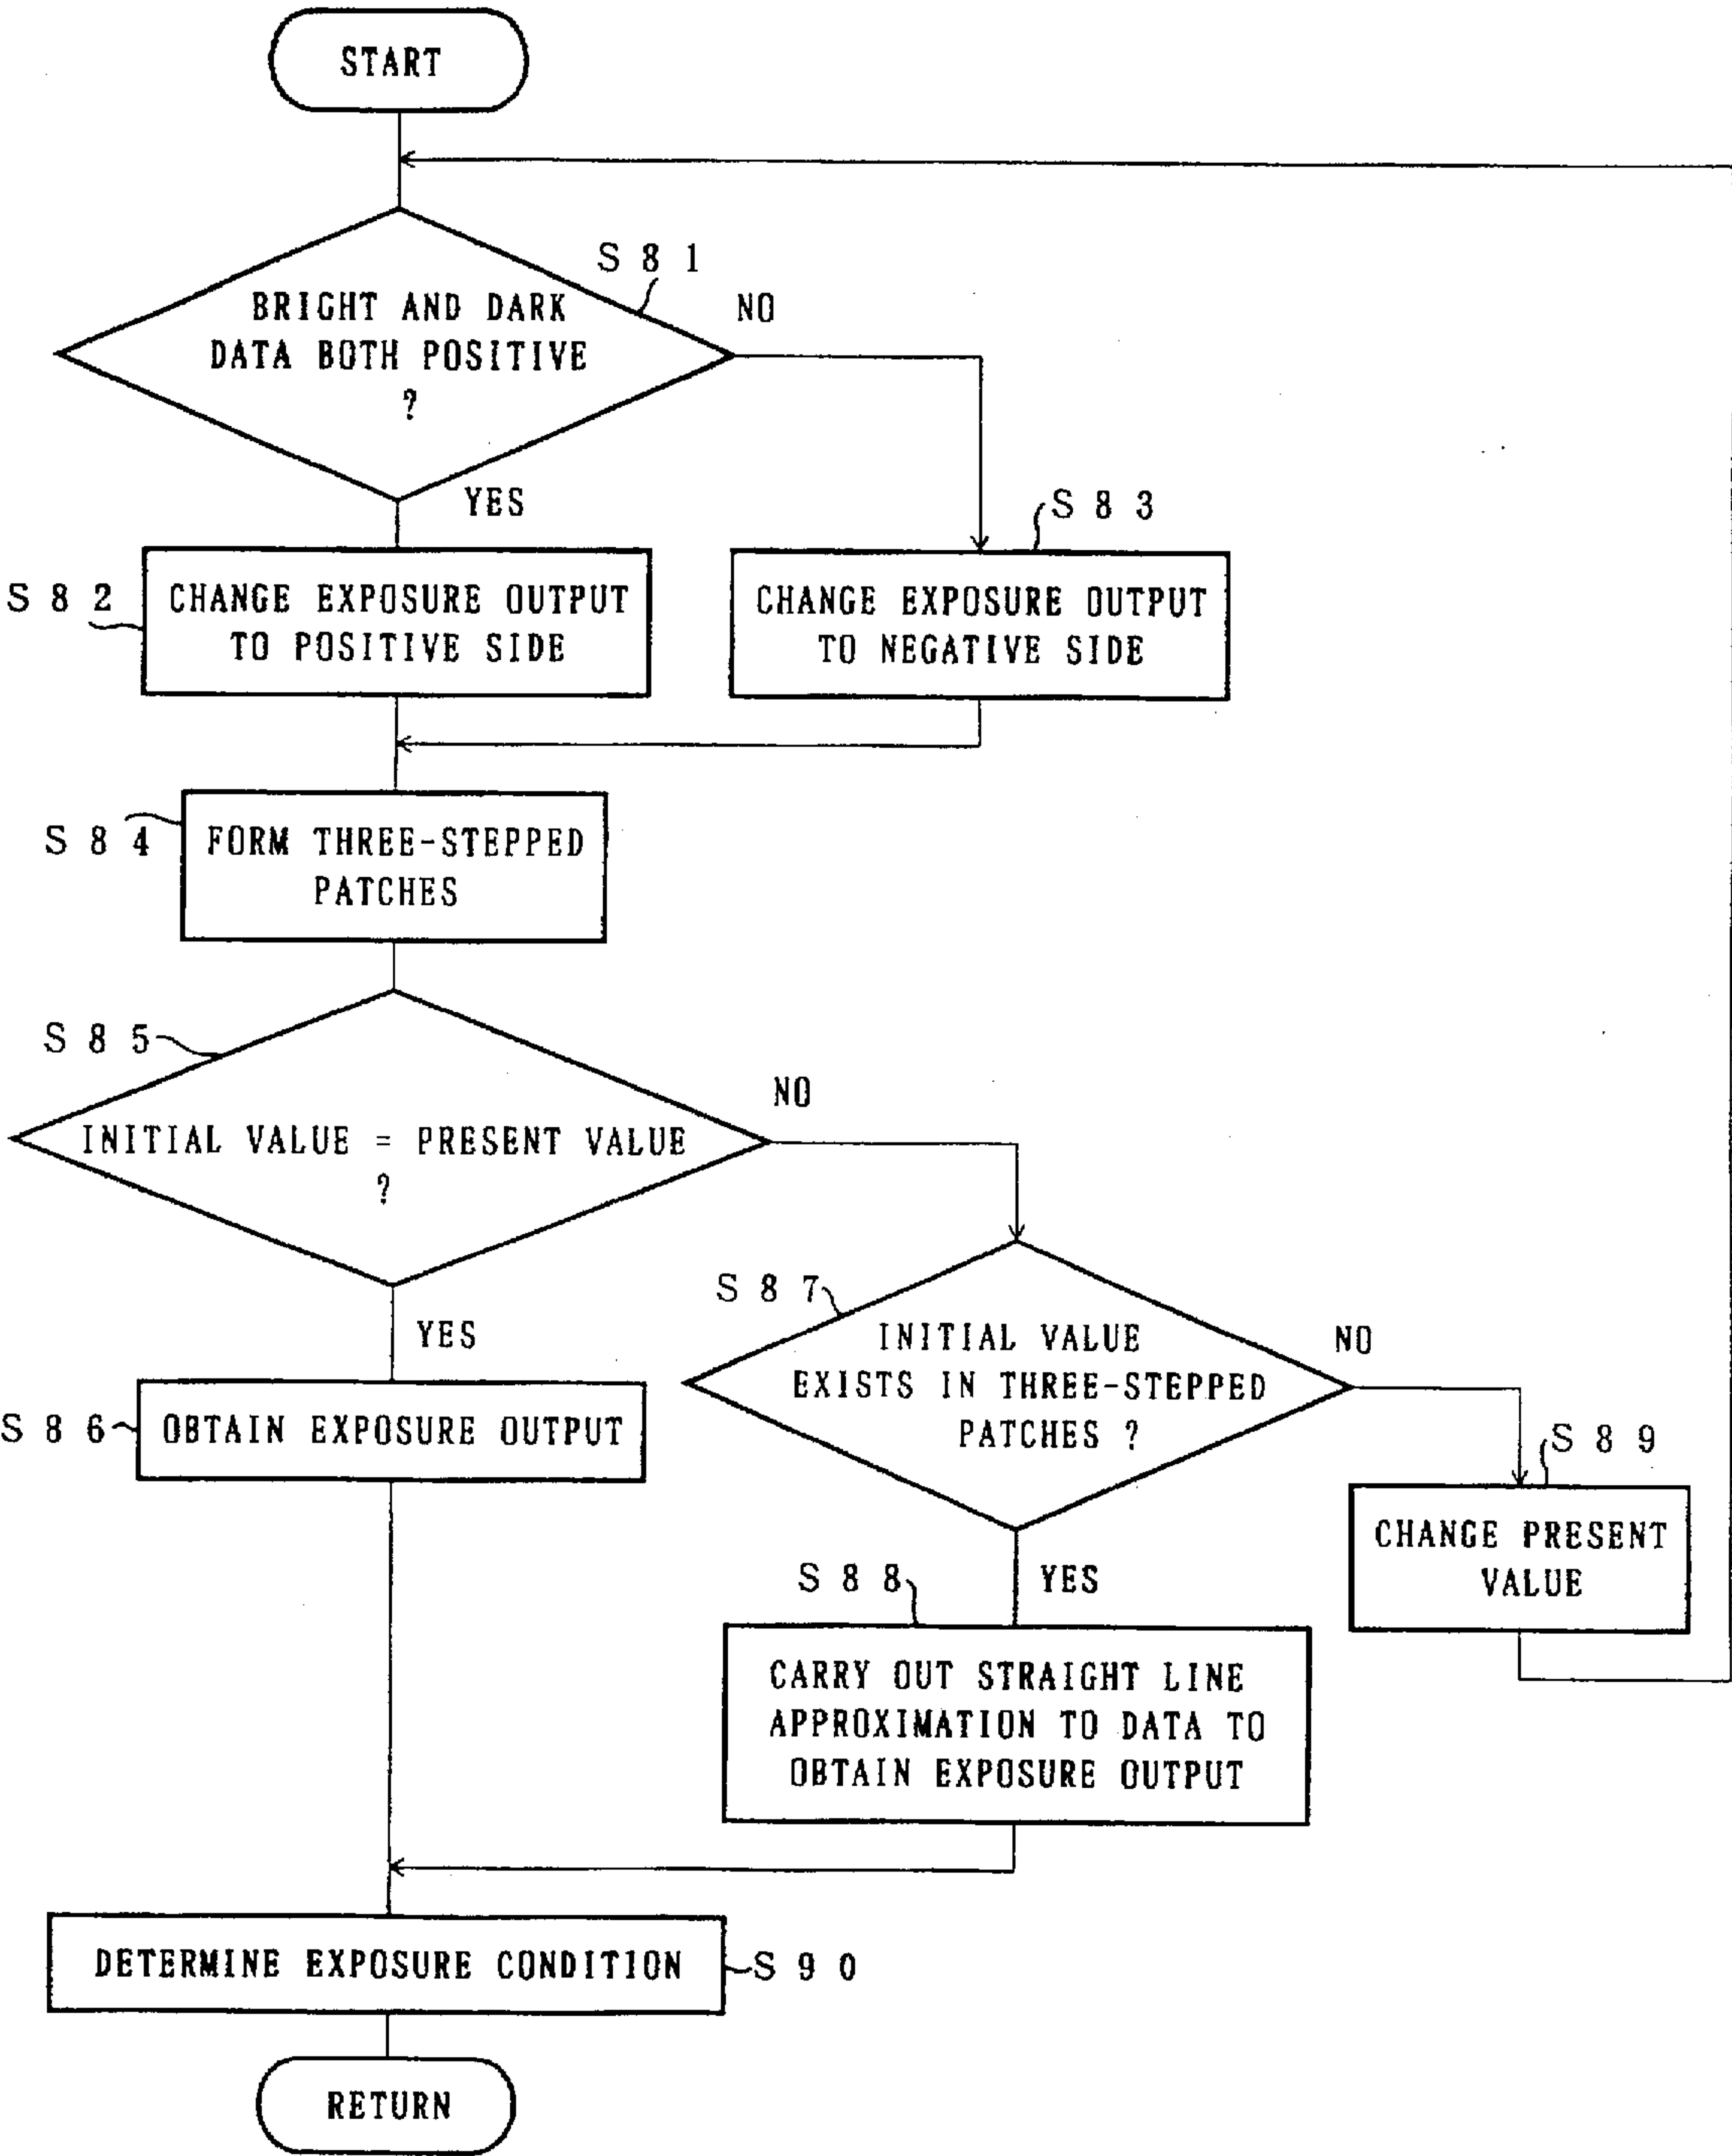 START
S 8 1
BRIGHT AND DARK
DATA BOTH POSITIVE
?
NO
YES
S 8 2
CHANGE EXPOSURE OUTPUT
TO POSITIVE SIDE
S 8 3
CHANGE EXPOSURE OUTPUT
TO NEGATIVE SIDE
S 8 4
FORM THREE-STEPPED
PATCHES
S 8 5
INITIAL VALUE = PRESENT VALUE
?
NO
YES
S 8 6
OBTAIN EXPOSURE OUTPUT
S 8 7
INITIAL VALUE
EXISTS IN THREE-STEPPED
PATCHES ?
NO
YES
S 8 8
CARRY OUT STRAIGHT LINE
APPROXIMATION TO DATA TO
OBTAIN EXPOSURE OUTPUT
S 8 9
CHANGE PRESENT
VALUE
DETERMINE EXPOSURE CONDITION
S 9 0
RETURN